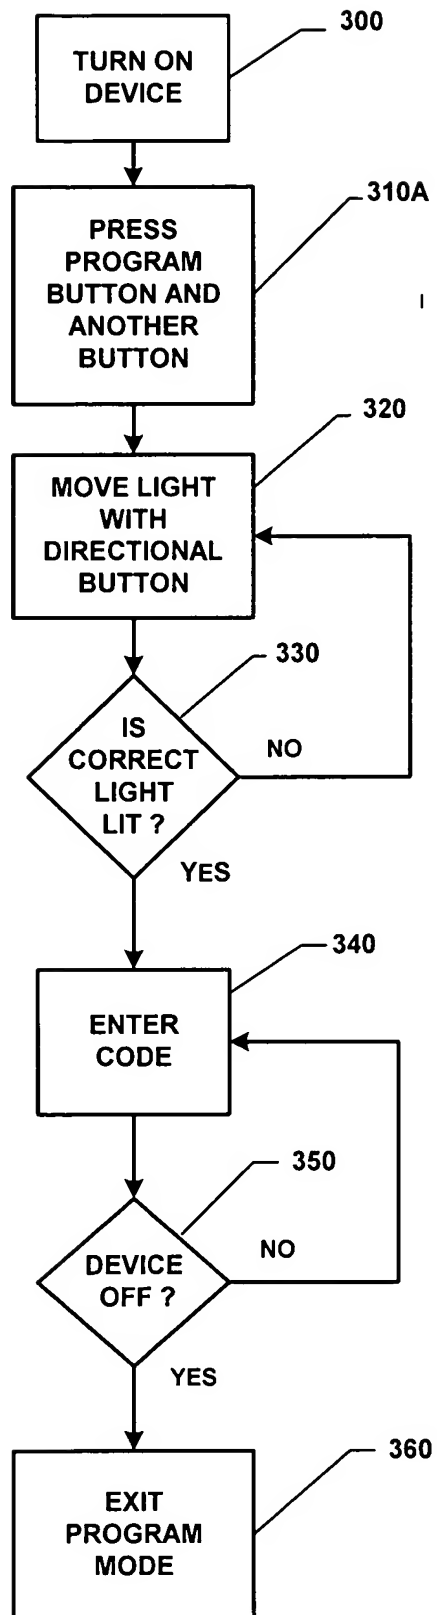 300
TURN ON
DEVICE
310A
PRESS
PROGRAM
BUTTON AND
ANOTHER
BUTTON
320
MOVE LIGHT
WITH
DIRECTIONAL
BUTTON
330
IS
CORRECT
LIGHT
LIT ?
NO
YES
340
ENTER
CODE
350
DEVICE
OFF ?
NO
YES
360
EXIT
PROGRAM
MODE